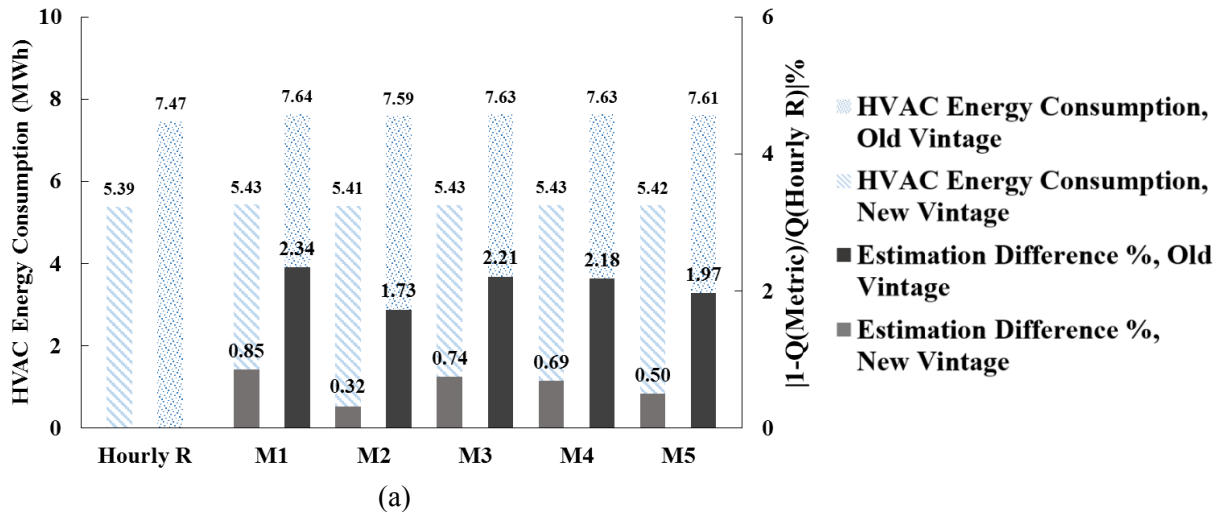 10
8
6
4
2
0
HVAC Energy Consumption (MWh)
5.39
7.47
5.43
7.64
0.85
2.34
5.41
7.59
0.32
1.73
5.43
7.63
0.74
2.21
5.43
7.63
0.69
2.18
5.42
7.61
0.50
1.97
Hourly R
M1
M2
M3
M4
M5
6
4
2
0
|1-Q(Metric)/Q(Hourly R)|%
HVAC Energy Consumption,
Old Vintage
HVAC Energy Consumption,
New Vintage
Estimation Difference %, Old
Vintage
Estimation Difference %,
New Vintage
(a)